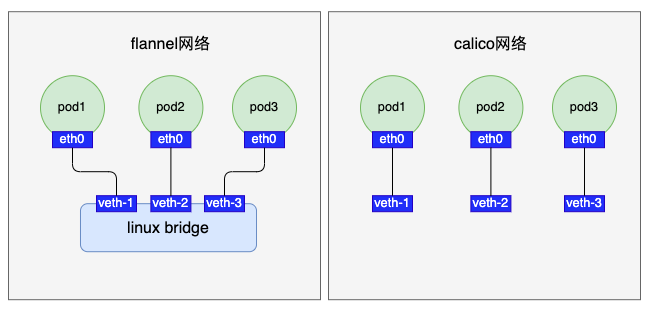 flannel网络
pod1 pod2 pod3
eth0 eth0 eth0
veth-1 veth-2 veth-3
linux bridge
calico网络
pod1 pod2 pod3
eth0 eth0 eth0
veth-1 veth-2 veth-3